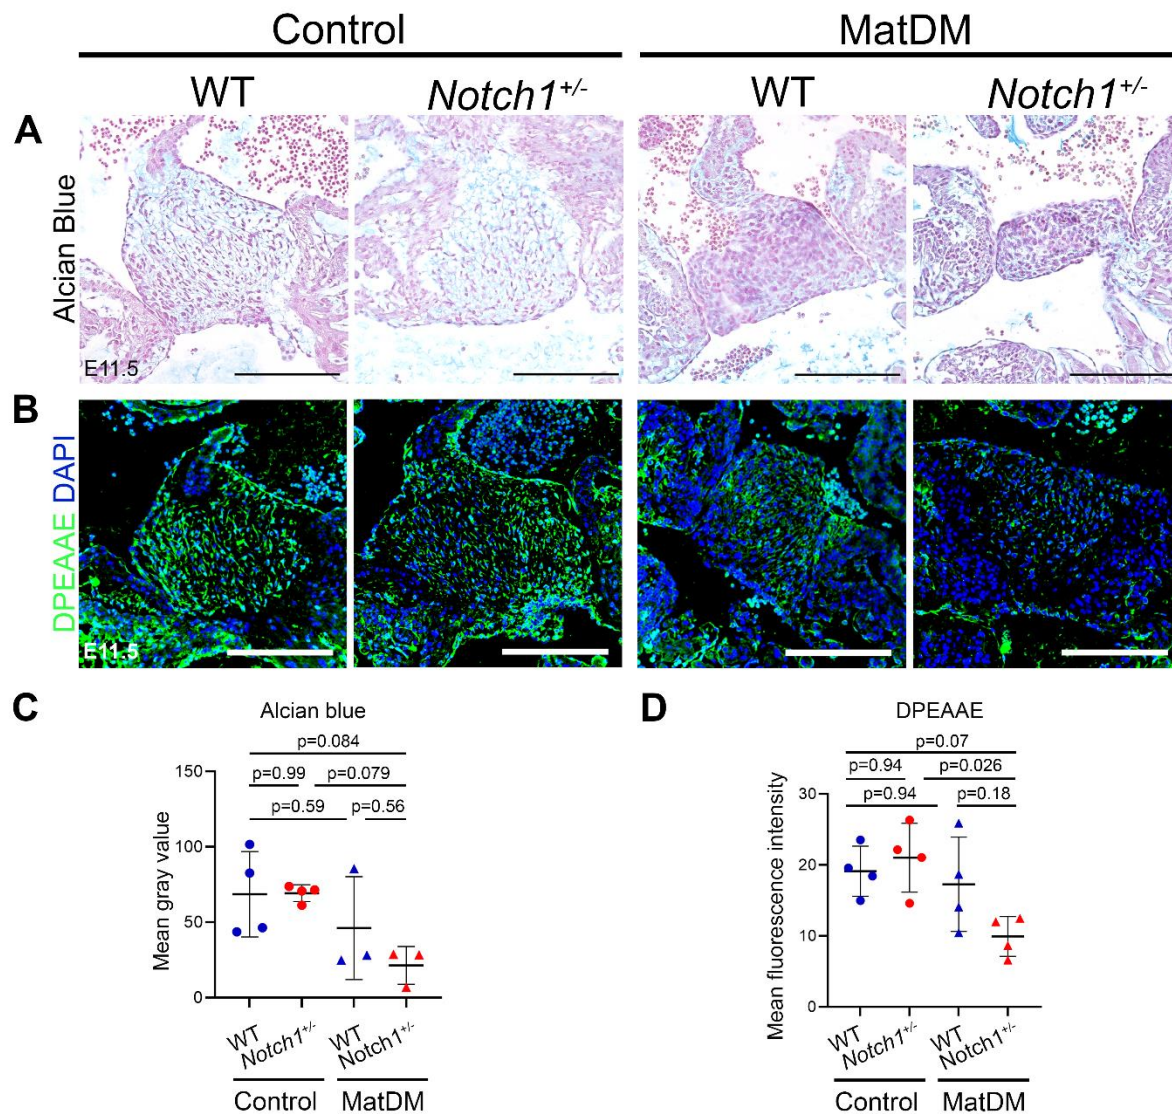 Control MatDM
WT Notch1+/- WT Notch1+/-
A
Alcian Blue
E11.5
B
DPEAAE DAPI
E11.5
C
Alcian blue
p=0.084
p=0.99 p=0.079
p=0.59 p=0.56
Mean gray value
150
100
50
0
WT Notch1+/- WT Notch1+/-
Control MatDM
D
DPEAAE
p=0.07
p=0.94 p=0.026
p=0.94 p=0.18
Mean fluorescence intensity
30
20
10
0
WT Notch1+/- WT Notch1+/-
Control MatDM